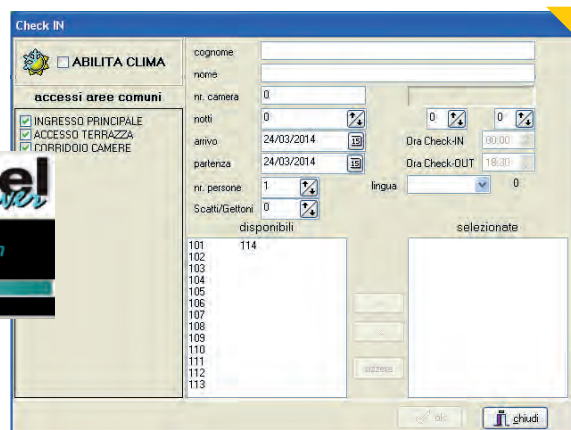 Check IN
ABILITA CLIMA
accessi aree comuni
INGRESSO PRINCIPALE
ACCESSO TERRAZZA
CORRIDOIO CAMERE
el
cognome
nome
nr. camera 0
notti 0 0 0
arrivo 24/03/2014 15 Ora Check-IN 00:00
partenza 24/03/2014 15 Ora Check-OUT 18:30
nr. persone 1 lingua 0
Scatti/Gettoni 0
disponibili selezionate
101 114
102
103
104
105
106
107
108
109
110
111
112
113
azzera
ok chiudi